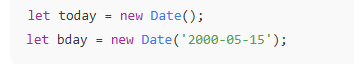 let today = new Date();
let bday = new Date('2000-05-15');